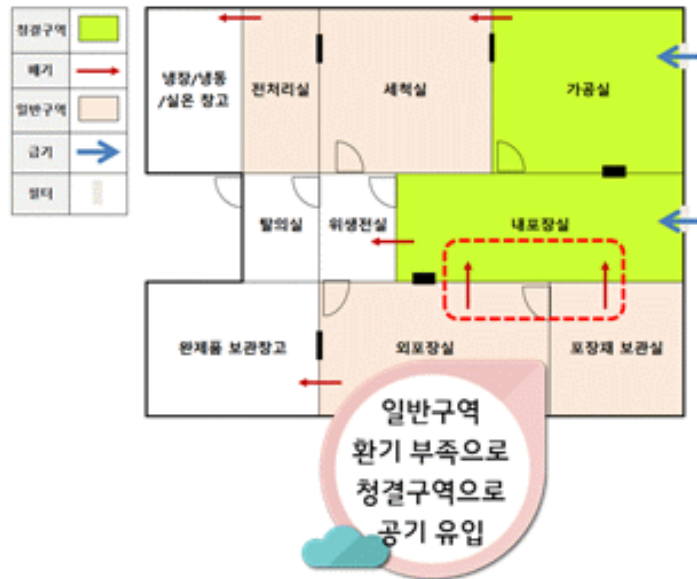 청결구역
배기
일반구역
급기
필터
냉장/냉동
/실온 창고
전처리실
세척실
가공실
탈의실
위생전실
내포장실
완제품 보관창고
외포장실
포장재 보관실
일반구역
환기 부족으로
청결구역으로
공기 유입